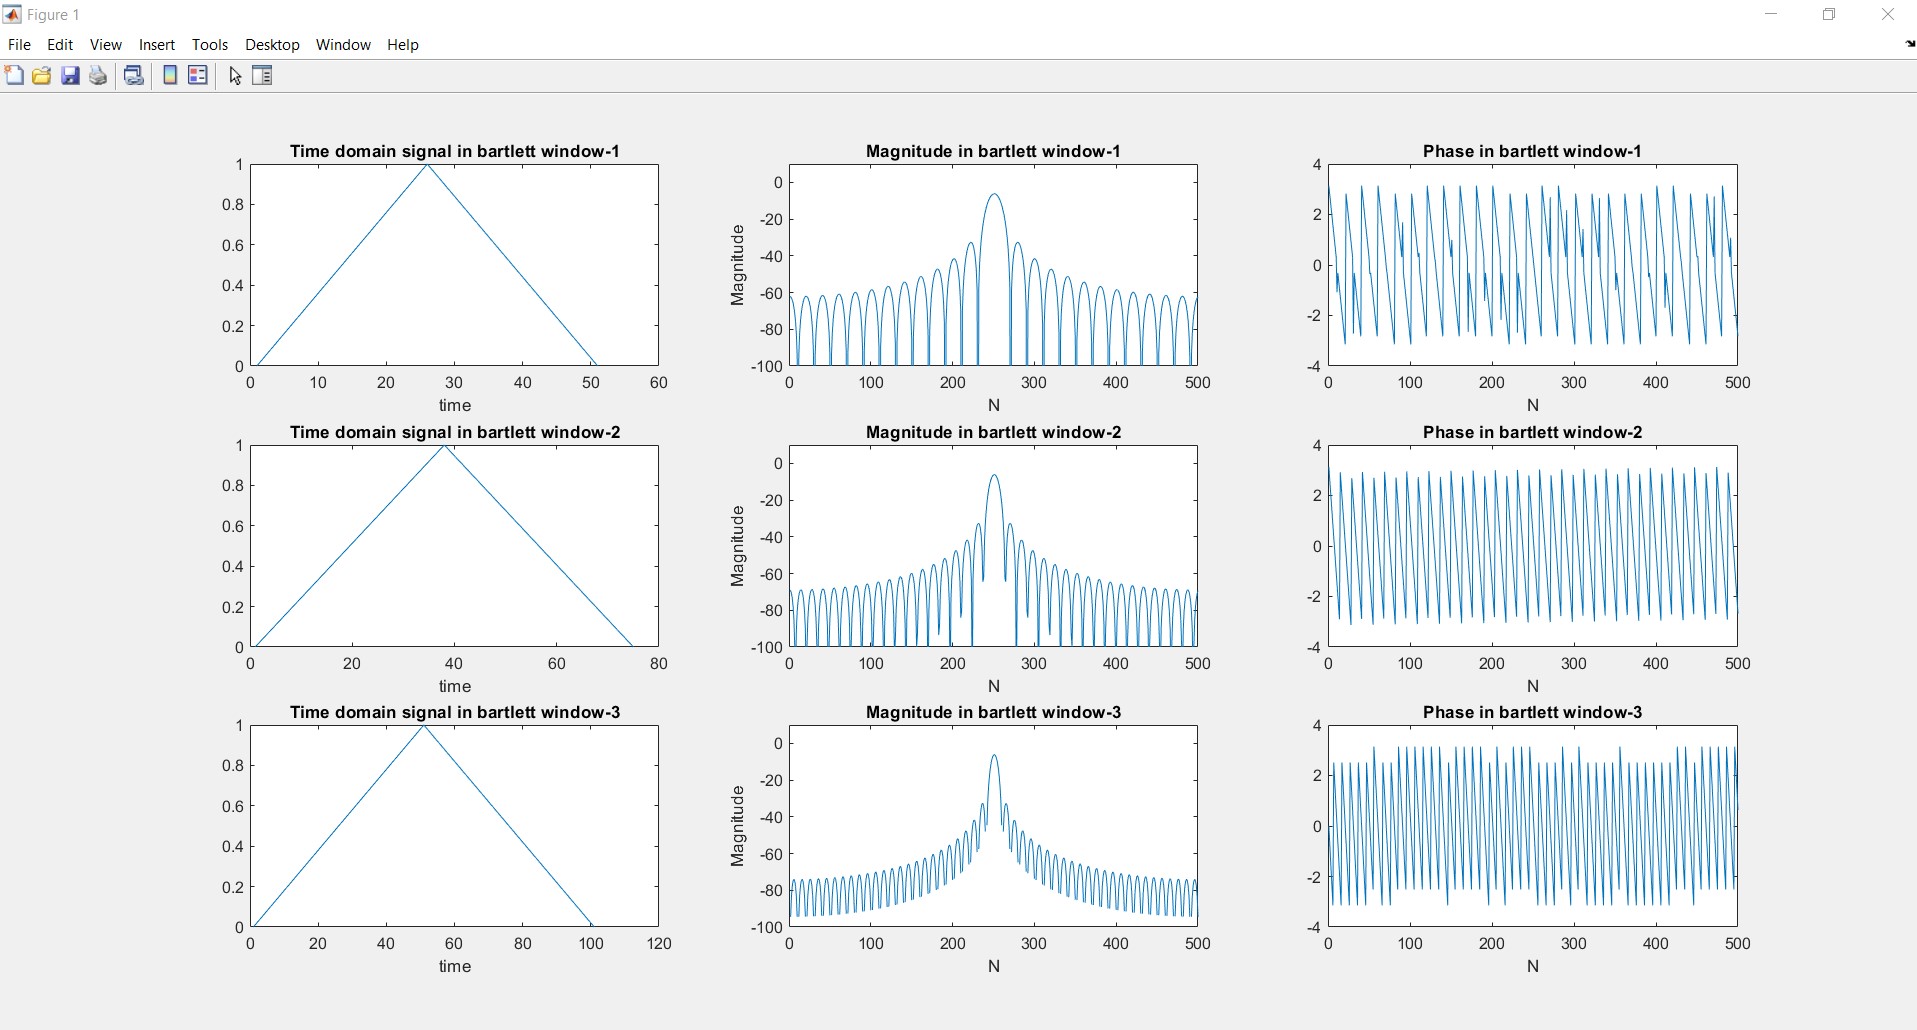 Figure 1
File Edit View Insert Tools Desktop Window Help
Time domain signal in bartlett window-1
1
0.8
0.6
0.4
0.2
0
0 10 20 30 40 50 60
time
Magnitude in bartlett window-1
Magnitude
0
-20
-40
-60
-80
-100
0 100 200 300 400 500
N
Phase in bartlett window-1
4
2
0
-2
-4
0 100 200 300 400 500
N
Time domain signal in bartlett window-2
1
0.8
0.6
0.4
0.2
0
0 20 40 60 80
time
Magnitude in bartlett window-2
Magnitude
0
-20
-40
-60
-80
-100
0 100 200 300 400 500
N
Phase in bartlett window-2
4
2
0
-2
-4
0 100 200 300 400 500
N
Time domain signal in bartlett window-3
1
0.8
0.6
0.4
0.2
0
0 20 40 60 80 100 120
time
Magnitude in bartlett window-3
Magnitude
0
-20
-40
-60
-80
-100
0 100 200 300 400 500
N
Phase in bartlett window-3
4
2
0
-2
-4
0 100 200 300 400 500
N